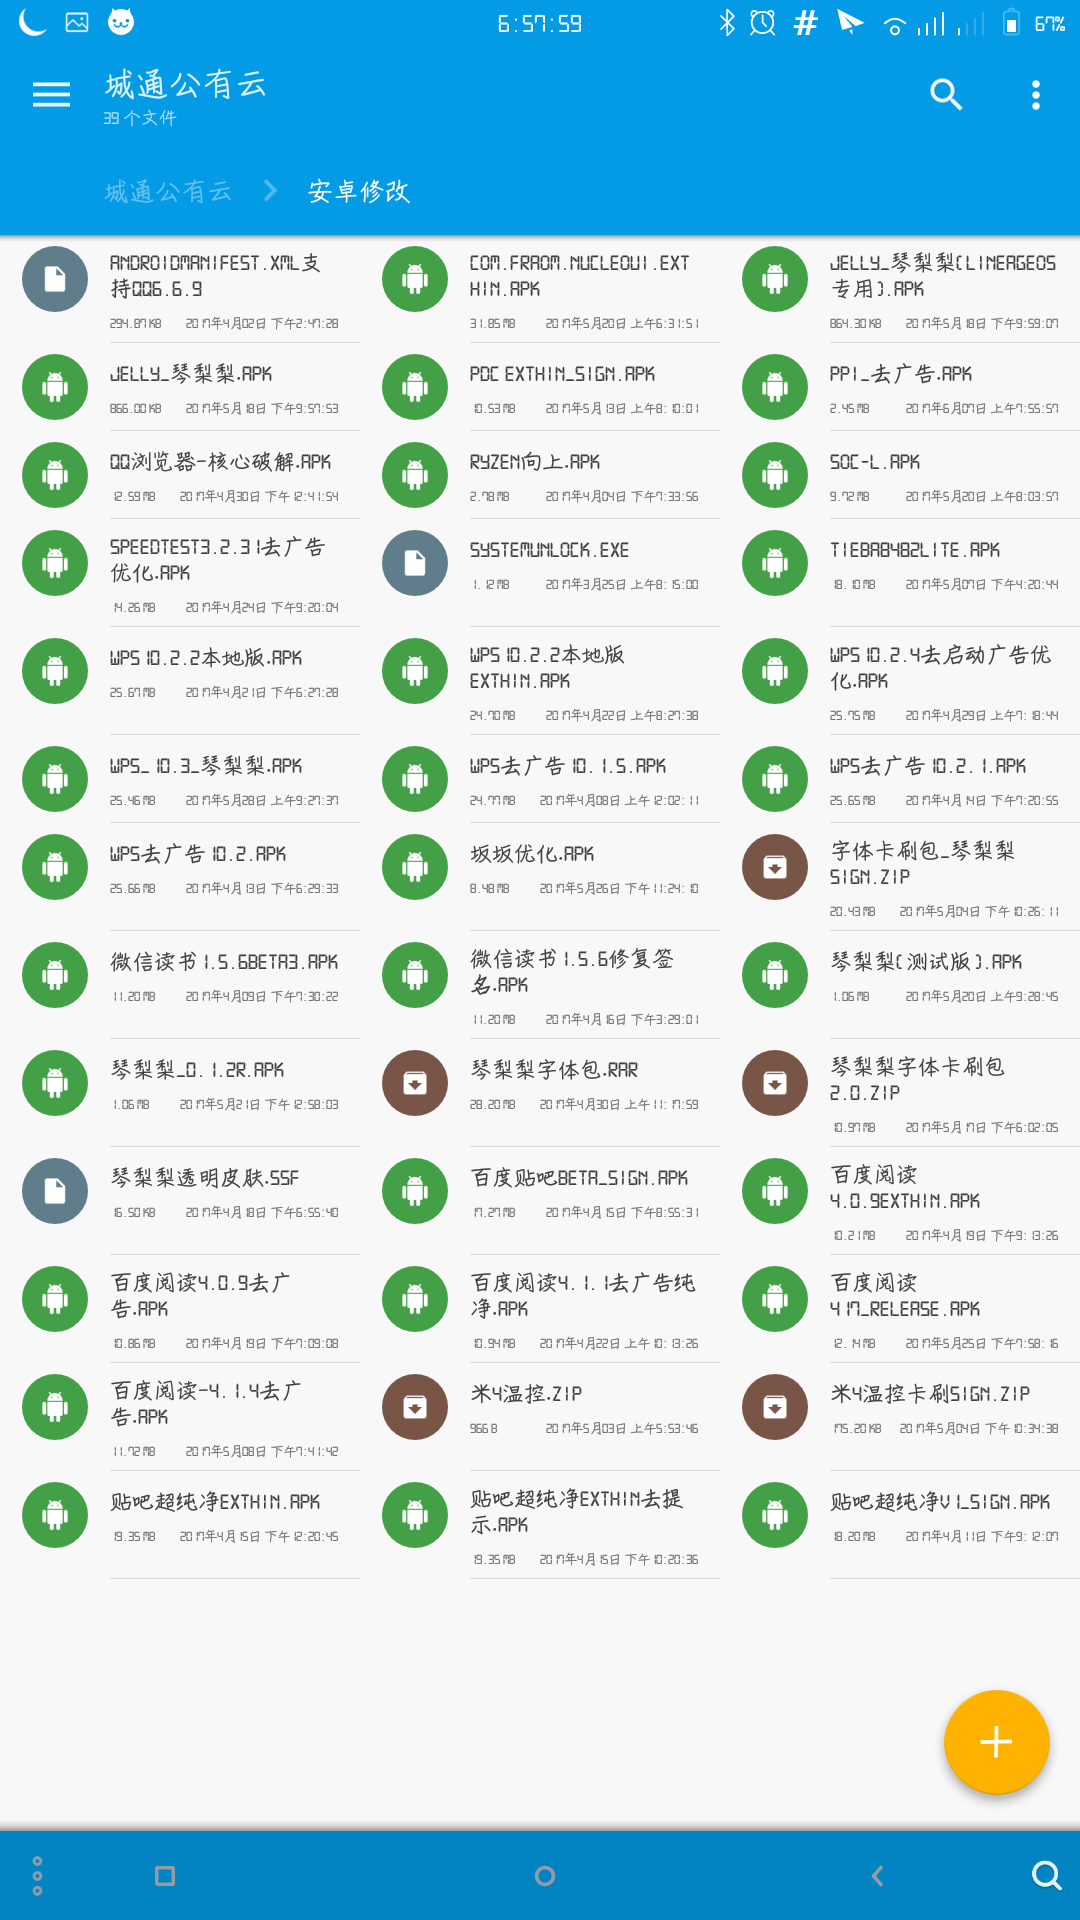 6:57:59
67%
城通公有云
39 个文件
城通公有云
安卓修改
ANDROIDMANIFEST.XML支
持QQ6.6.9
294.87KB 2017年4月02日 下午2:47:28
COM.FRAOM.NUCLEOUI.EXT
HIN.APK
31.85MB 2017年5月20日 上午6:31:51
JELLY_琴梨梨(LINEAGEOS
专用).APK
864.30KB 2017年5月18日 下午9:59:07
JELLY_琴梨梨.APK
866.00KB 2017年5月18日 下午9:57:53
PDC EXTHIN_SIGN.APK
10.53MB 2017年5月13日 上午8:10:01
PP1_去广告.APK
2.45MB 2017年6月07日 上午7:55:57
QQ浏览器-核心破解.APK
12.59MB 2017年4月30日 下午12:41:54
RYZEN向上.APK
2.78MB 2017年4月04日 下午7:33:56
SOC-L.APK
9.72MB 2017年5月20日 上午8:03:57
SPEEDTEST3.2.31去广告
优化.APK
14.26MB 2017年4月24日 下午9:20:04
SYSTEMUNLOCK.EXE
1.12MB 2017年3月25日 上午8:15:00
TIEBA8482LITE.APK
18.10MB 2017年5月07日 下午4:20:44
WPS10.2.2本地版.APK
25.67MB 2017年4月21日 下午6:27:28
WPS10.2.2本地版
EXTHIN.APK
24.70MB 2017年4月22日 上午8:27:38
WPS10.2.4去启动广告优
化.APK
25.75MB 2017年4月29日 上午7:18:44
WPS_10.3_琴梨梨.APK
25.46MB 2017年5月28日 上午9:27:37
WPS去广告10.1.5.APK
24.77MB 2017年4月08日 上午12:02:11
WPS去广告10.2.1.APK
25.65MB 2017年4月14日 下午7:20:55
WPS去广告10.2.APK
25.66MB 2017年4月13日 下午6:29:33
坂坂优化.APK
8.48MB 2017年5月26日 下午11:24:10
字体卡刷包_琴梨梨
SIGN.ZIP
20.43MB 2017年5月04日 下午10:26:11
微信读书1.5.6BETA3.APK
11.20MB 2017年4月09日 下午7:30:22
微信读书1.5.6修复签
名.APK
11.20MB 2017年4月16日 下午3:29:01
琴梨梨(测试版).APK
1.06MB 2017年5月20日 上午9:28:45
琴梨梨_0.1.2R.APK
1.06MB 2017年5月21日 下午12:58:03
琴梨梨字体包.RAR
28.20MB 2017年4月30日 上午11:17:59
琴梨梨字体卡刷包
2.0.ZIP
10.97MB 2017年5月17日 下午6:02:05
琴梨梨透明皮肤.SSF
16.50KB 2017年4月18日 下午6:55:40
百度贴吧BETA_SIGN.APK
17.27MB 2017年4月15日 下午8:55:31
百度阅读
4.0.9EXTHIN.APK
10.21MB 2017年4月19日 下午9:13:26
百度阅读4.0.9去广
告.APK
10.86MB 2017年4月19日 下午7:09:08
百度阅读4.1.1去广告纯
净.APK
10.94MB 2017年4月22日 上午10:13:26
百度阅读
417_RELEASE.APK
12.14MB 2017年5月25日 下午7:58:16
百度阅读-4.1.4去广
告.APK
11.72MB 2017年5月08日 下午7:41:42
米4温控.ZIP
966B 2017年5月03日 上午5:53:46
米4温控卡刷SIGN.ZIP
175.20KB 2017年5月04日 下午10:34:38
贴吧超纯净EXTHIN.APK
19.35MB 2017年4月15日 下午12:20:45
贴吧超纯净EXTHIN去提
示.APK
19.35MB 2017年4月15日 下午10:20:36
贴吧超纯净V1_SIGN.APK
18.20MB 2017年4月11日 下午9:12:07